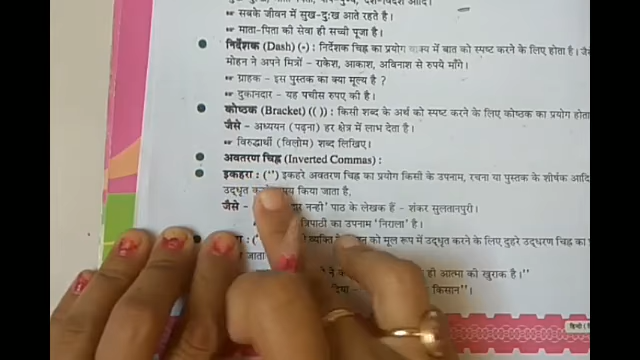 सबके जीवन में सुख-दुःख आते रहते है।
माता-पिता की सेवा ही सच्ची पूजा है।
निर्देशक (Dash) (-) : निर्देशक चिह्न का प्रयोग वाक्य में बात को स्पष्ट करने के लिए होता है।
मोहन ने अपने मित्रों – राकेश, आकाश, अविनाश से रुपये माँगे।
ग्राहक – इस पुस्तक का क्या मूल्य है ?
दुकानदार – यह पचीस रुपए की है।
कोष्ठक (Bracket) (( )) : किसी शब्द के अर्थ को स्पष्ट करने के लिए कोष्ठक का प्रयोग होता
जैसे – अध्ययन (पढ़ना) हर क्षेत्र में लाभ देता है।
विरुद्धार्थी (विलोम) शब्द लिखिए।
अवतरण चिह्न (Inverted Commas) :
इकहरा : (‘’) इकहरे अवतरण चिह्न का प्रयोग किसी के उपनाम, रचना या पुस्तक के शीर्षक आदि
उद्धृत किया जाता है.
जैसे – नन्ही’ पाठ के लेखक हैं – शंकर सुलतानपुरी।
का उपनाम ‘निराला’ है।
को मूल रूप में उद्धृत करने के लिए दुहरे उद्धरण चिह्न का
जाता
ही आत्मा की खुराक है।’’
किसान’’।